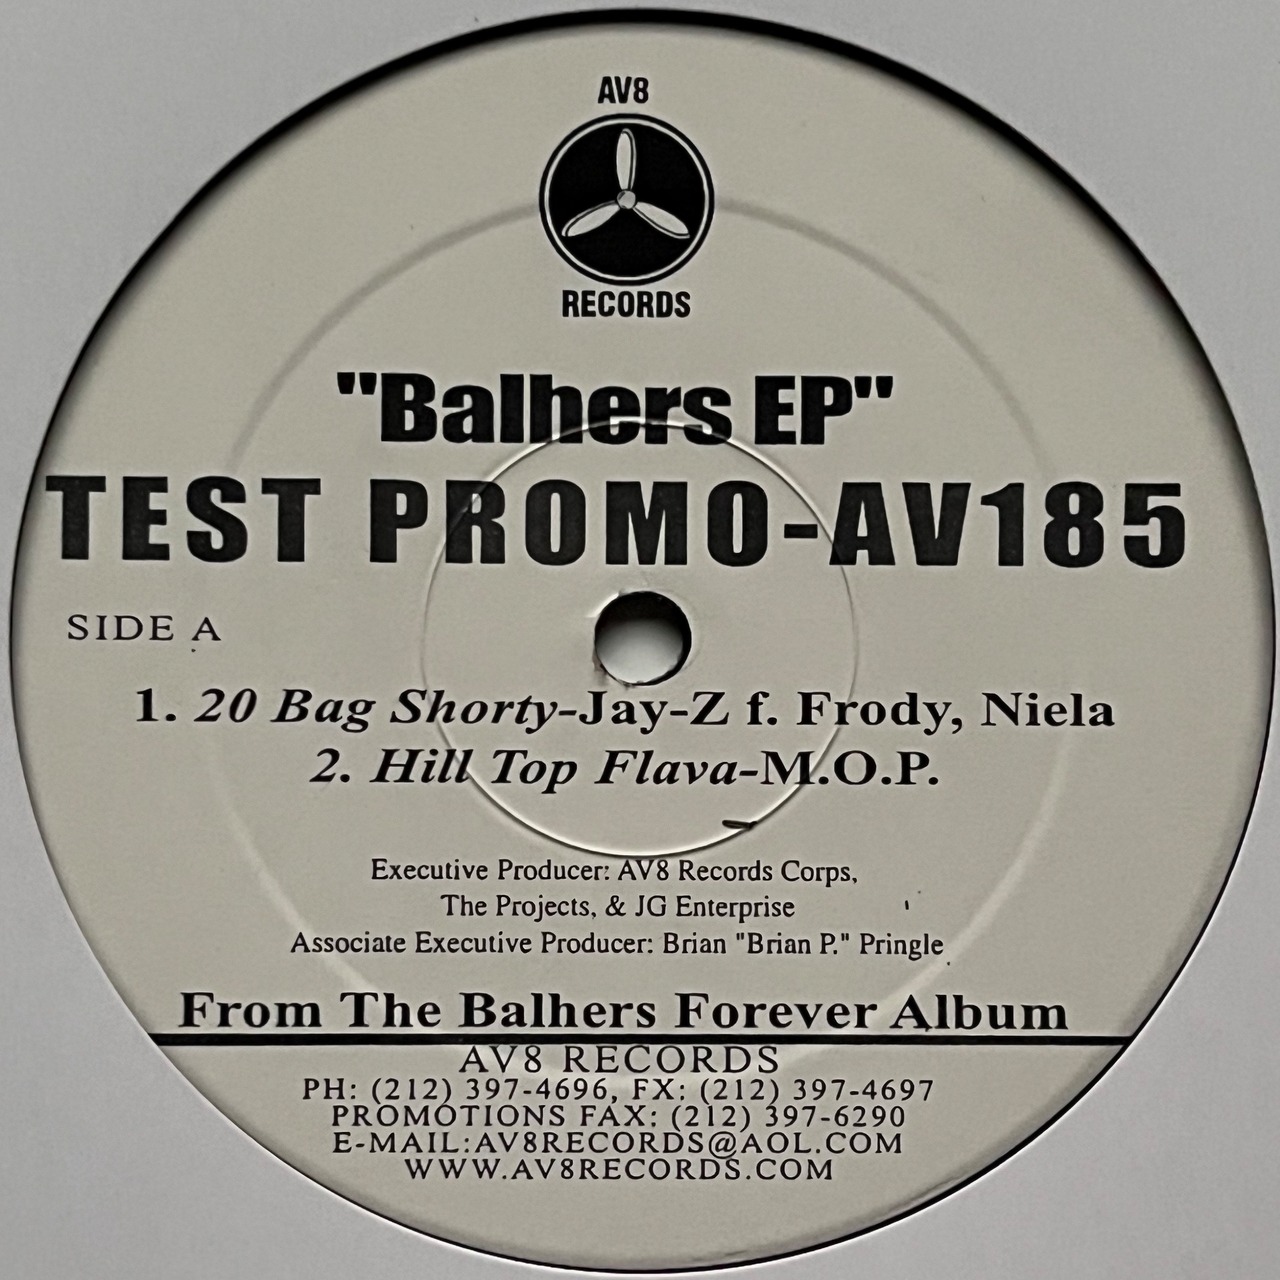 AV8
RECORDS
"Balhers EP"
TEST PROMO-AV185
SIDE A
1. 20 Bag Shorty-Jay-Z f. Frody, Niela
2. Hill Top Flava-M.O.P.
Executive Producer: AV8 Records Corps,
The Projects, & JG Enterprise
Associate Executive Producer: Brian "Brian P." Pringle
From The Balhers Forever Album
AV8 RECORDS
PH: (212) 397-4696, FX: (212) 397-4697
PROMOTIONS FAX: (212) 397-6290
E-MAIL:AV8RECORDS@AOL.COM
WWW.AV8RECORDS.COM